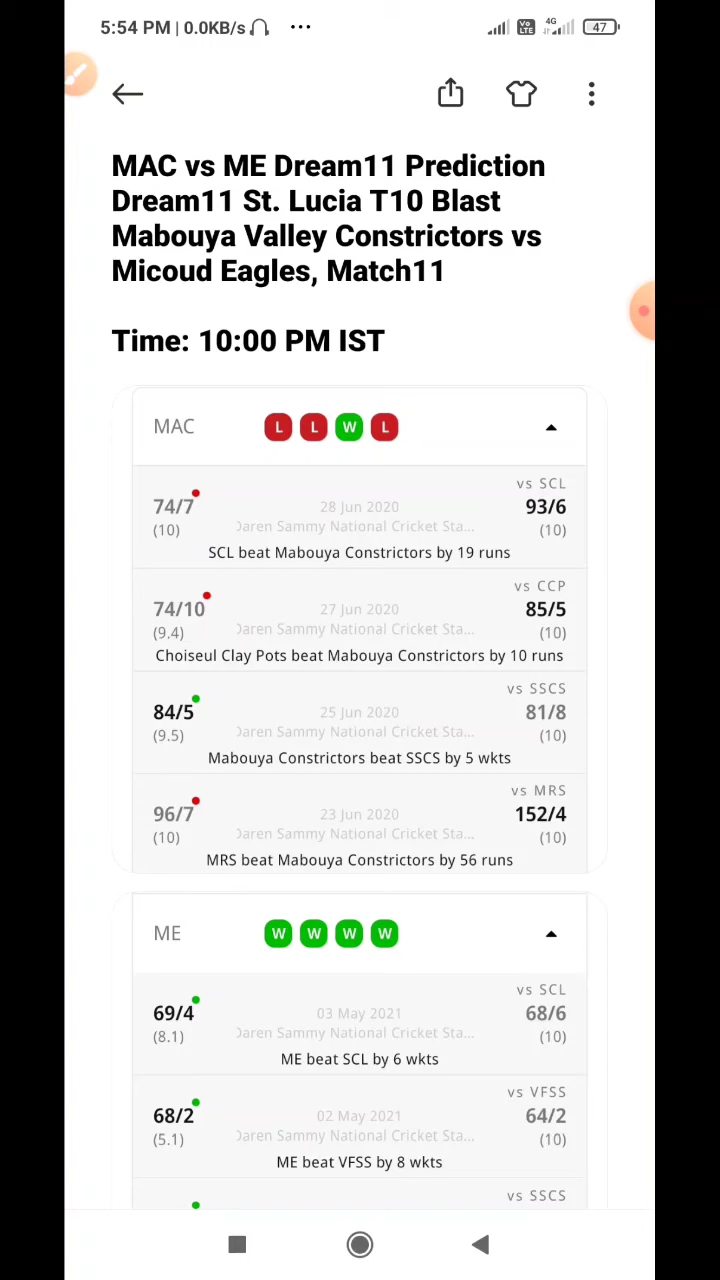 5:54 PM | 0.0KB/s ...
Vo LTE 4G 47
MAC vs ME Dream11 Prediction
Dream11 St. Lucia T10 Blast
Mabouya Valley Constrictors vs
Micoud Eagles, Match11
Time: 10:00 PM IST
MAC L L W L
vs SCL
74/7 28 Jun 2020 93/6
(10) Daren Sammy National Cricket Sta... (10)
SCL beat Mabouya Constrictors by 19 runs
vs CCP
74/10 27 Jun 2020 85/5
(9.4) Daren Sammy National Cricket Sta... (10)
Choiseul Clay Pots beat Mabouya Constrictors by 10 runs
vs SSCS
84/5 25 Jun 2020 81/8
(9.5) Daren Sammy National Cricket Sta... (10)
Mabouya Constrictors beat SSCS by 5 wkts
vs MRS
96/7 23 Jun 2020 152/4
(10) Daren Sammy National Cricket Sta... (10)
MRS beat Mabouya Constrictors by 56 runs
ME W W W W
vs SCL
69/4 03 May 2021 68/6
(8.1) Daren Sammy National Cricket Sta... (10)
ME beat SCL by 6 wkts
vs VFSS
68/2 02 May 2021 64/2
(5.1) Daren Sammy National Cricket Sta... (10)
ME beat VFSS by 8 wkts
vs SSCS